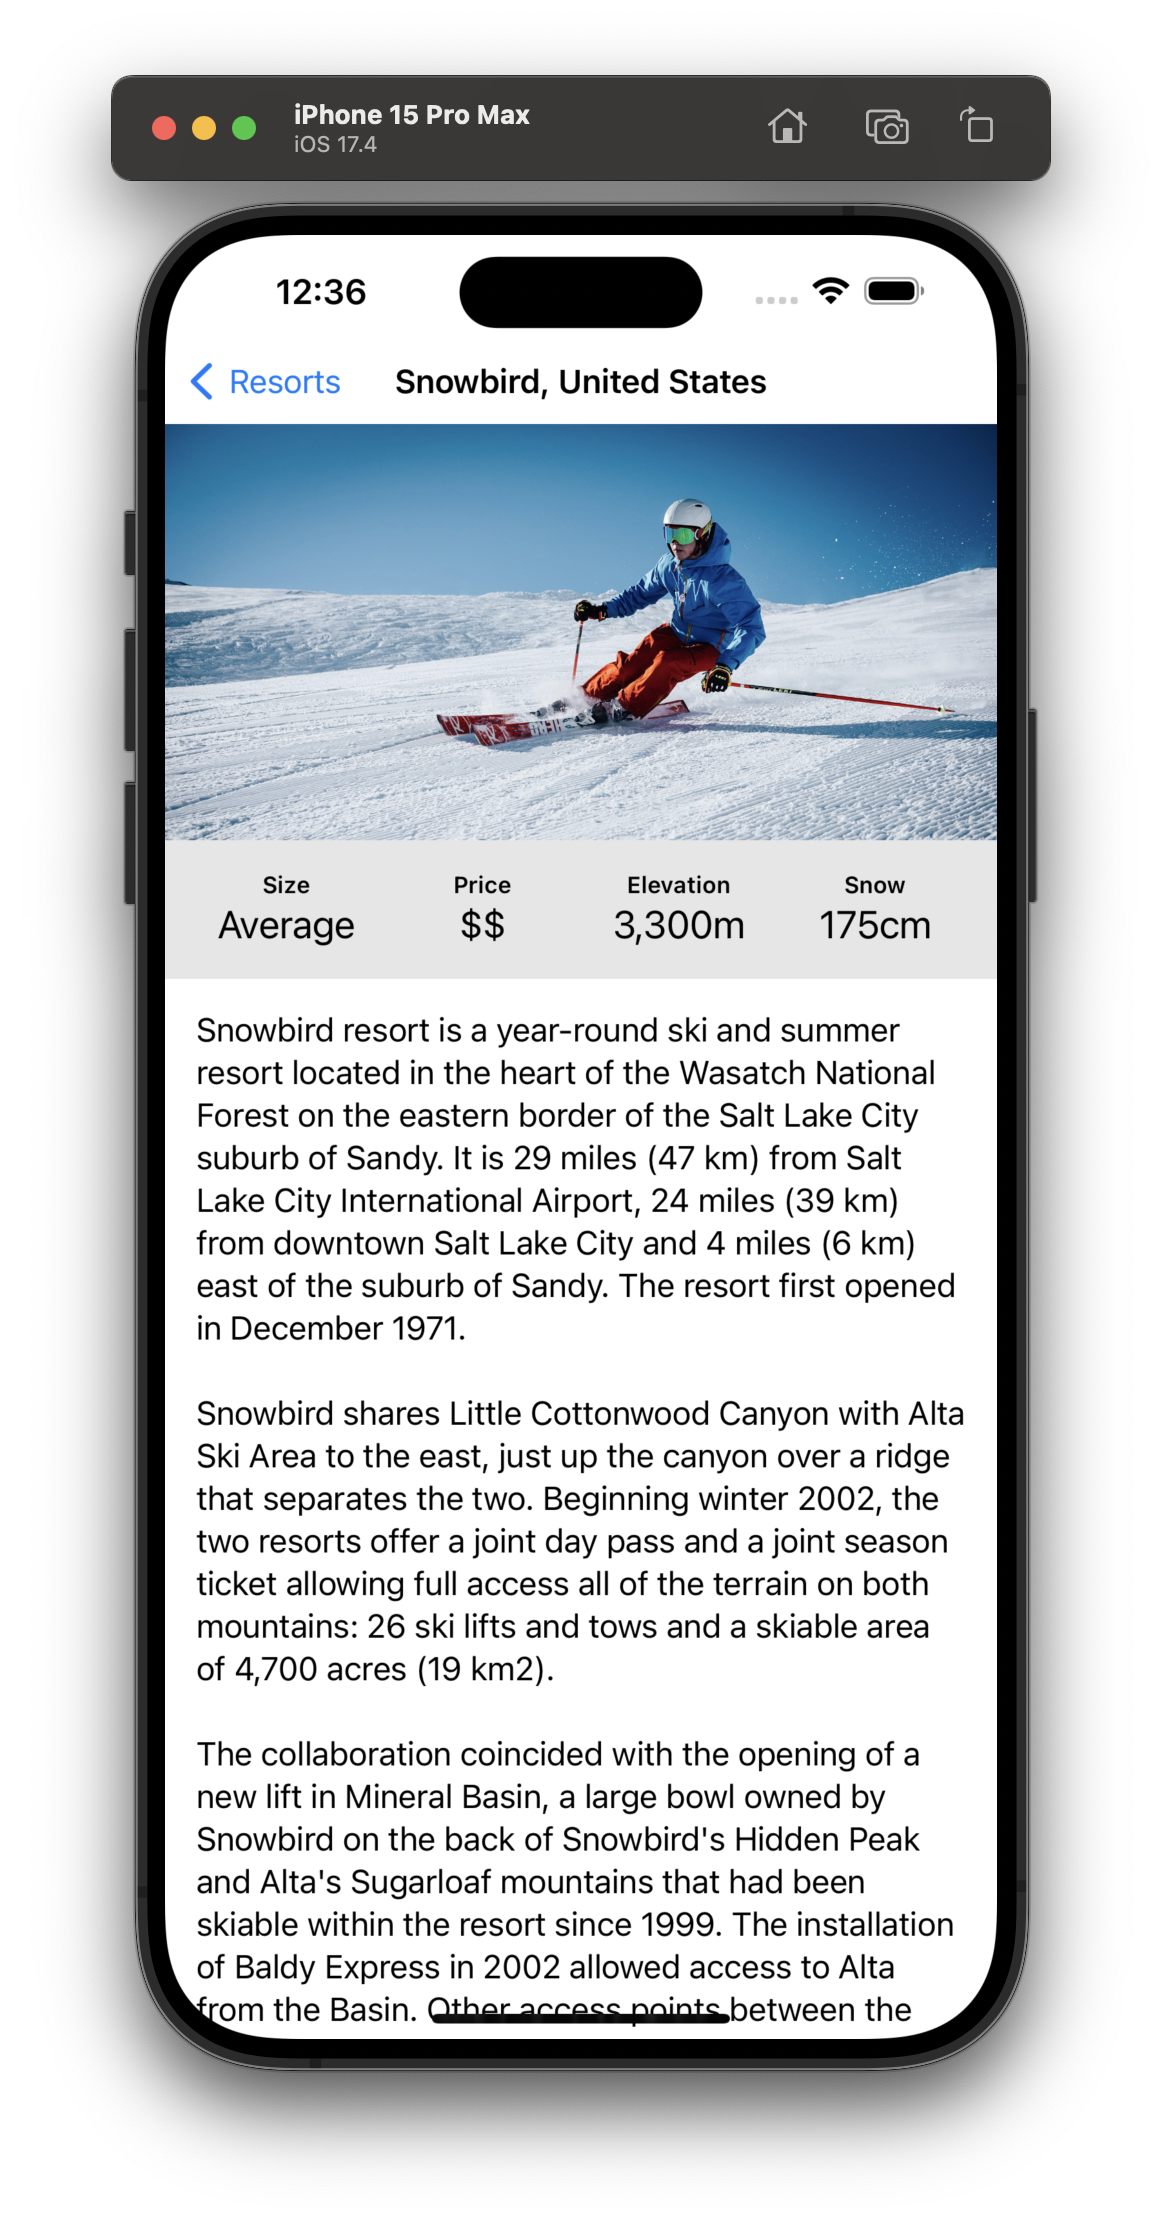 iPhone 15 Pro Max
iOS 17.4
12:36
Resorts
Snowbird, United States
Size
Price
Elevation
Snow
Average
$$
3,300m
175cm
Snowbird resort is a year-round ski and summer
resort located in the heart of the Wasatch National
Forest on the eastern border of the Salt Lake City
suburb of Sandy. It is 29 miles (47 km) from Salt
Lake City International Airport, 24 miles (39 km)
from downtown Salt Lake City and 4 miles (6 km)
east of the suburb of Sandy. The resort first opened
in December 1971.
Snowbird shares Little Cottonwood Canyon with Alta
Ski Area to the east, just up the canyon over a ridge
that separates the two. Beginning winter 2002, the
two resorts offer a joint day pass and a joint season
ticket allowing full access all of the terrain on both
mountains: 26 ski lifts and tows and a skiable area
of 4,700 acres (19 km2).
The collaboration coincided with the opening of a
new lift in Mineral Basin, a large bowl owned by
Snowbird on the back of Snowbird's Hidden Peak
and Alta's Sugarloaf mountains that had been
skiable within the resort since 1999. The installation
of Baldy Express in 2002 allowed access to Alta
from the Basin. Other access points between the